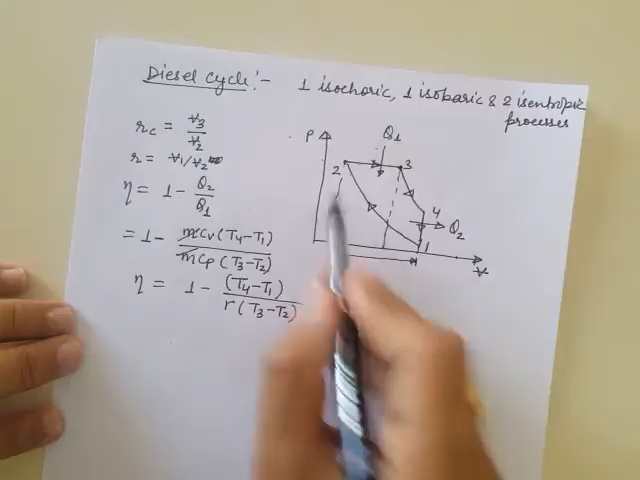 Diesel Cycle:- 1 isochoric, 1 isobaric & 2 isentropic
processes
r_c = V3/V2
r = V1/V2
η = 1 - Q2/Q1
= 1 - mCv(T4-T1)/mCp(T3-T2)
η = 1 - (T4-T1)/r(T3-T2)
P
Q1
2
3
4
Q2
1
V